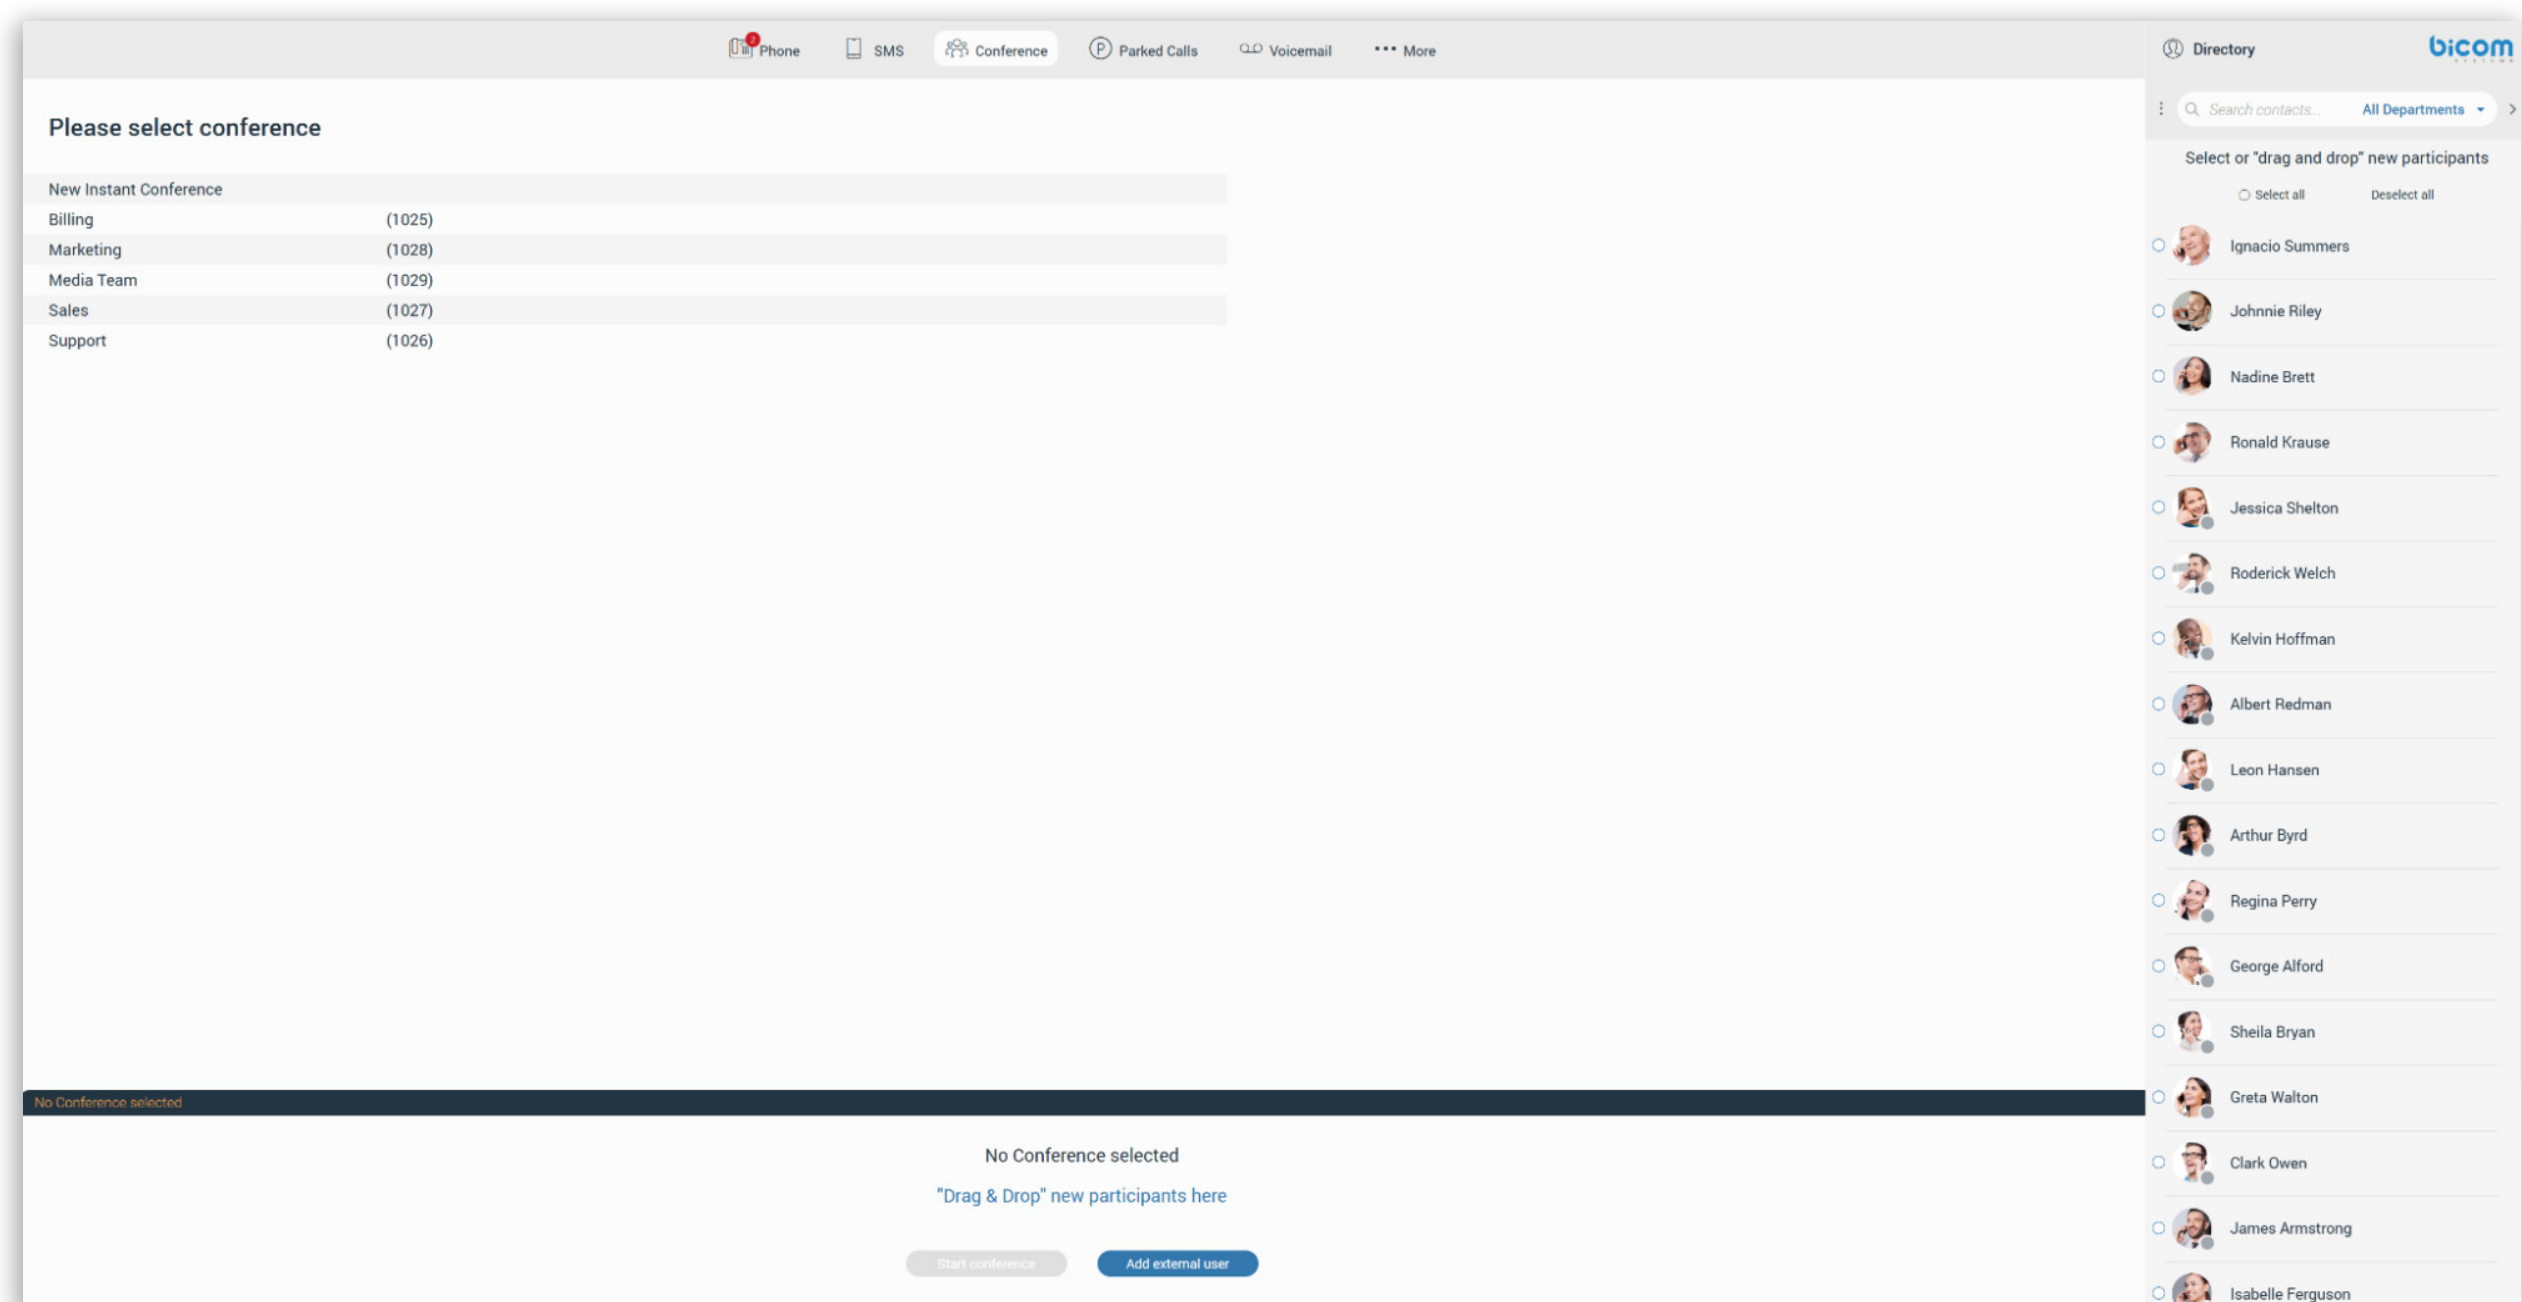 2
Phone SMS Conference Parked Calls Voicemail ••• More
Directory
bicom
SYSTEMS
Search contacts... All Departments
Please select conference
New Instant Conference
Billing (1025)
Marketing (1028)
Media Team (1029)
Sales (1027)
Support (1026)
No Conference selected
No Conference selected
"Drag & Drop" new participants here
Start conference Add external user
Select or "drag and drop" new participants
Select all Deselect all
Ignacio Summers
Johnnie Riley
Nadine Brett
Ronald Krause
Jessica Shelton
Roderick Welch
Kelvin Hoffman
Albert Redman
Leon Hansen
Arthur Byrd
Regina Perry
George Alford
Sheila Bryan
Greta Walton
Clark Owen
James Armstrong
Isabelle Ferguson